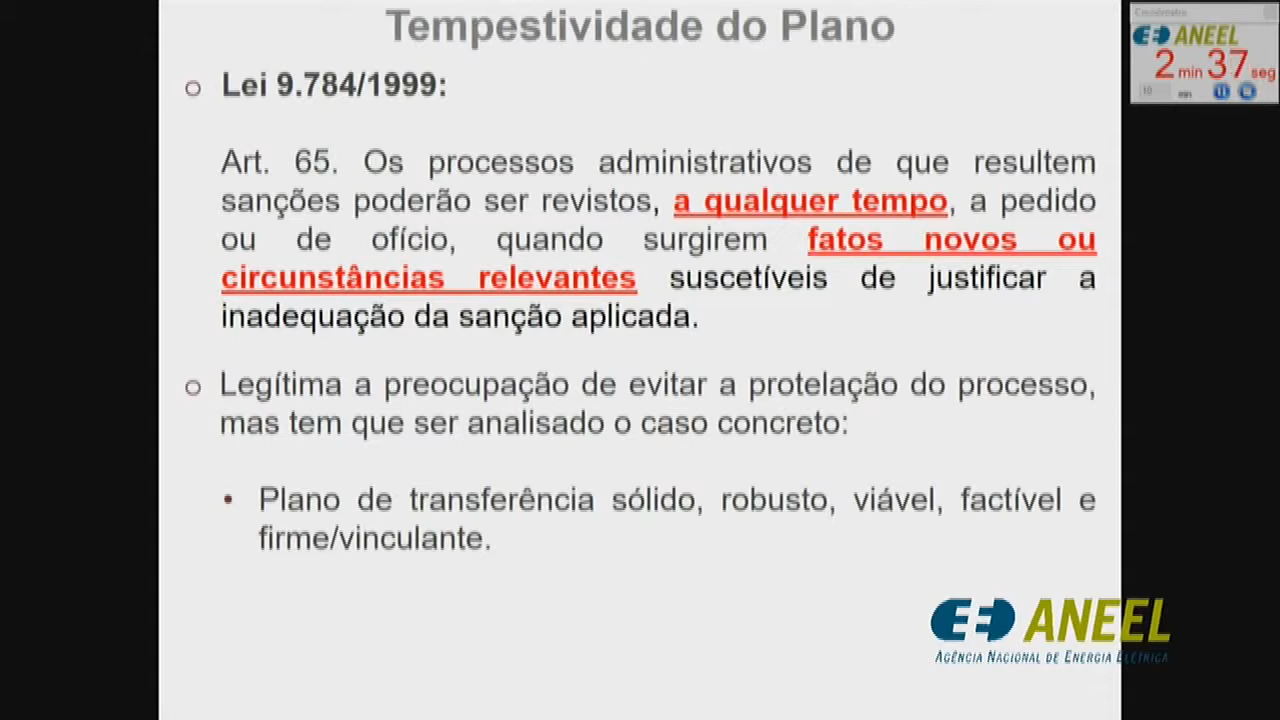 Tempestividade do Plano
Cronômetro
ANEEL
2 min 37 seg
10 min
Lei 9.784/1999:
Art. 65. Os processos administrativos de que resultem
sanções poderão ser revistos, a qualquer tempo, a pedido
ou de ofício, quando surgirem fatos novos ou
circunstâncias relevantes suscetíveis de justificar a
inadequação da sanção aplicada.
Legítima a preocupação de evitar a protelação do processo,
mas tem que ser analisado o caso concreto:
• Plano de transferência sólido, robusto, viável, factível e
firme/vinculante.
ANEEL
AGÊNCIA NACIONAL DE ENERGIA ELÉTRICA